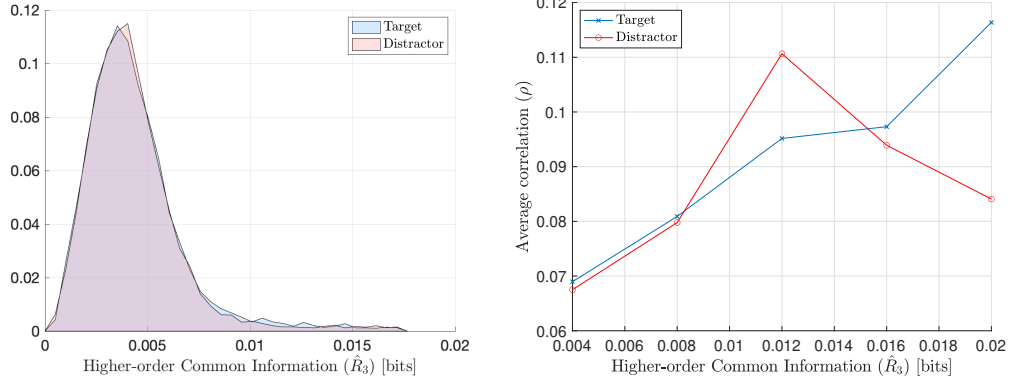 0.12
0.1
0.08
0.06
0.04
0.02
0
0 0.005 0.01 0.015 0.02
Higher-order Common Information (R̂3) [bits]
Target
Distractor
0.12
0.11
0.1
0.09
0.08
0.07
0.06
Average correlation (ρ)
0.004 0.006 0.008 0.01 0.012 0.014 0.016 0.018 0.02
Higher-order Common Information (R̂3) [bits]
Target
Distractor